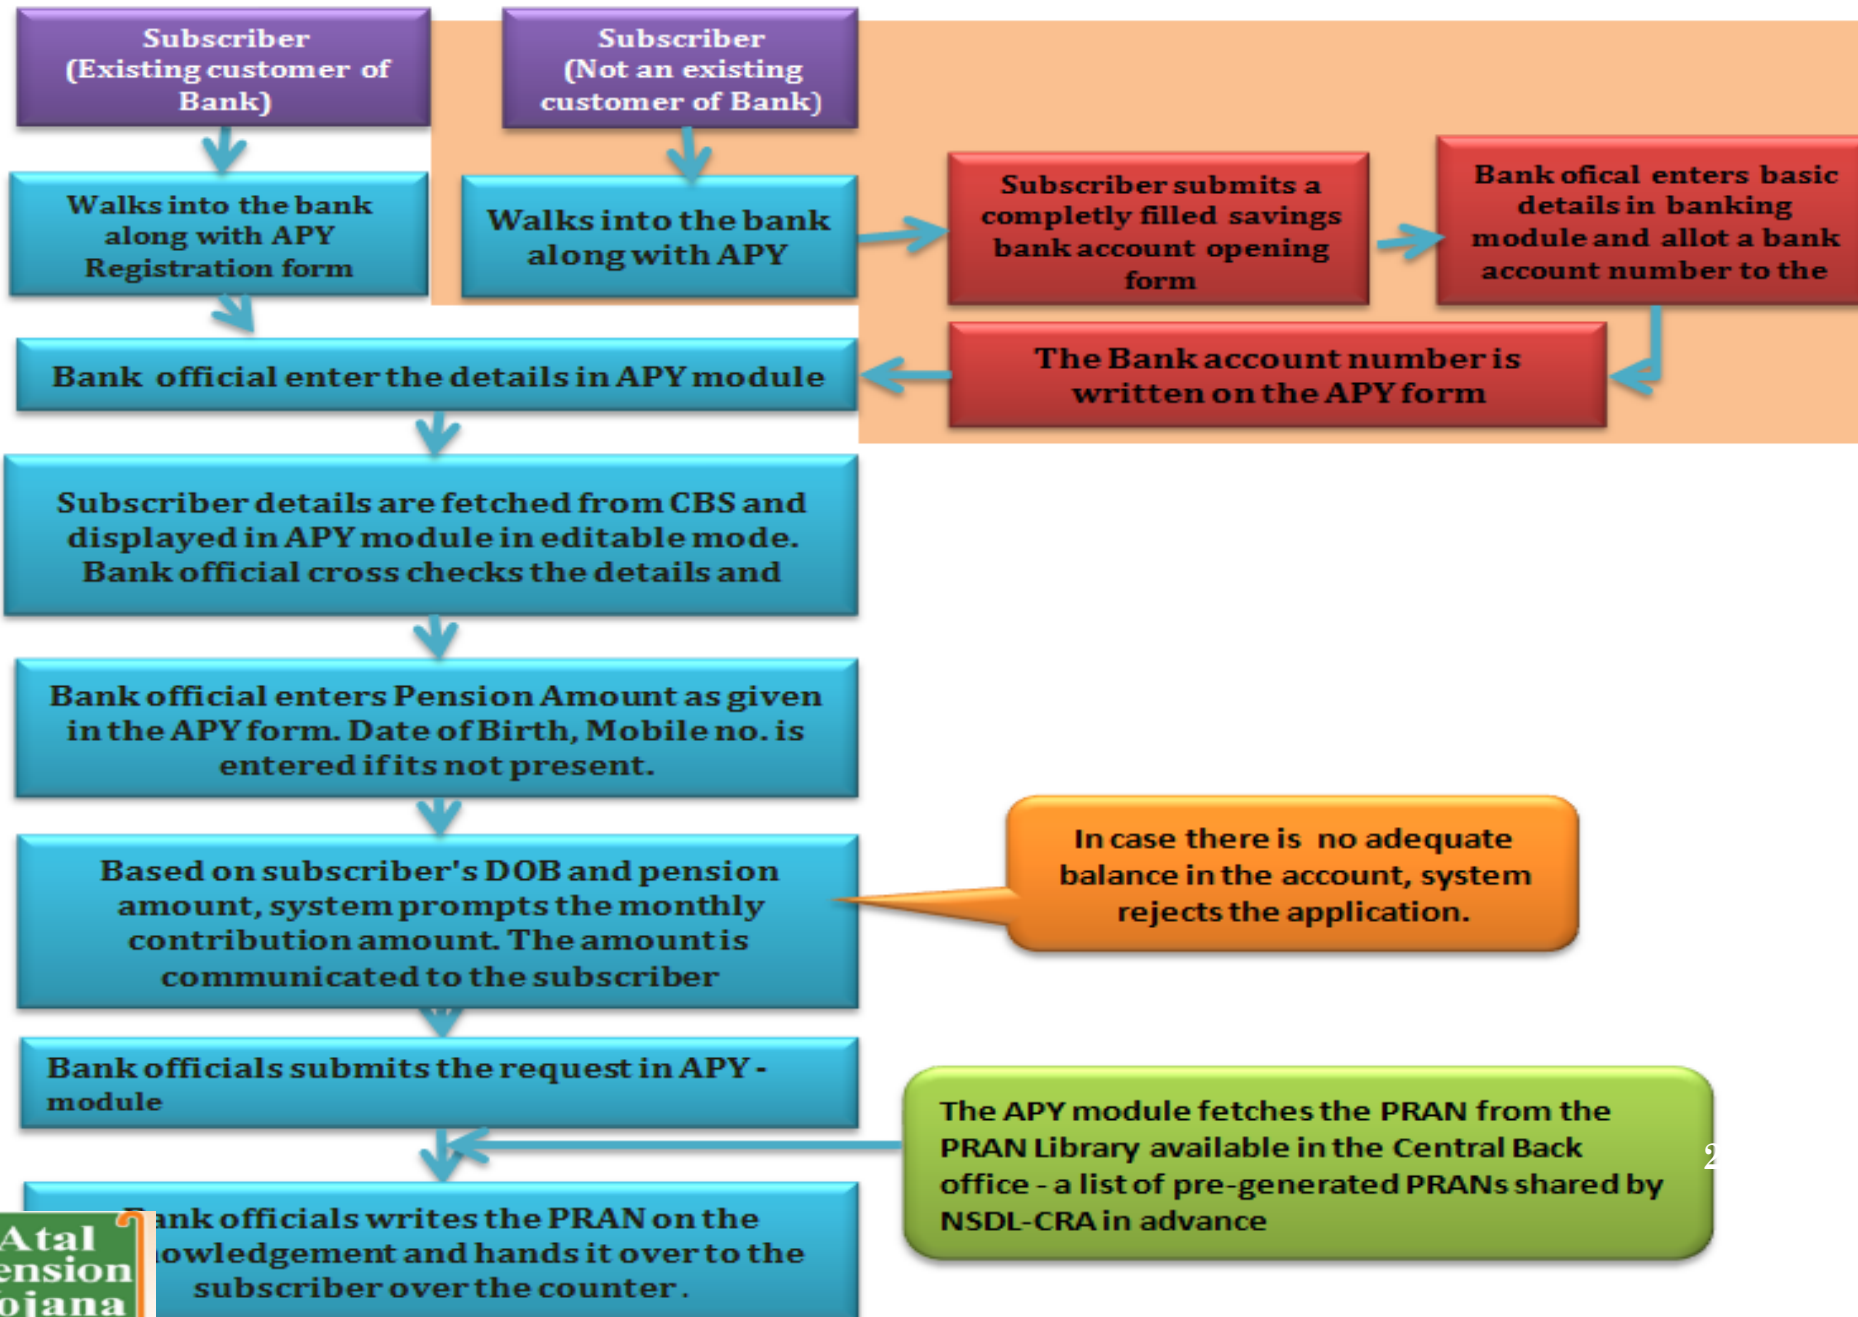 Subscriber
(Existing customer of
Bank)
Subscriber
(Not an existing
customer of Bank)
Walks into the bank
along with APY
Registration form
Walks into the bank
along with APY
Subscriber submits a
completly filled savings
bank account opening
form
Bank ofical enters basic
details in banking
module and allot a bank
account number to the
The Bank account number is
written on the APY form
Bank official enter the details in APY module
Subscriber details are fetched from CBS and
displayed in APY module in editable mode.
Bank official cross checks the details and
Bank official enters Pension Amount as given
in the APY form. Date of Birth, Mobile no. is
entered if its not present.
Based on subscriber's DOB and pension
amount, system prompts the monthly
contribution amount. The amount is
communicated to the subscriber
In case there is no adequate
balance in the account, system
rejects the application.
Bank officials submits the request in APY -
module
The APY module fetches the PRAN from the
PRAN Library available in the Central Back
office - a list of pre-generated PRANs shared by
NSDL-CRA in advance
2
ank officials writes the PRAN on the
owledgement and hands it over to the
subscriber over the counter .
Atal
ension
ojana